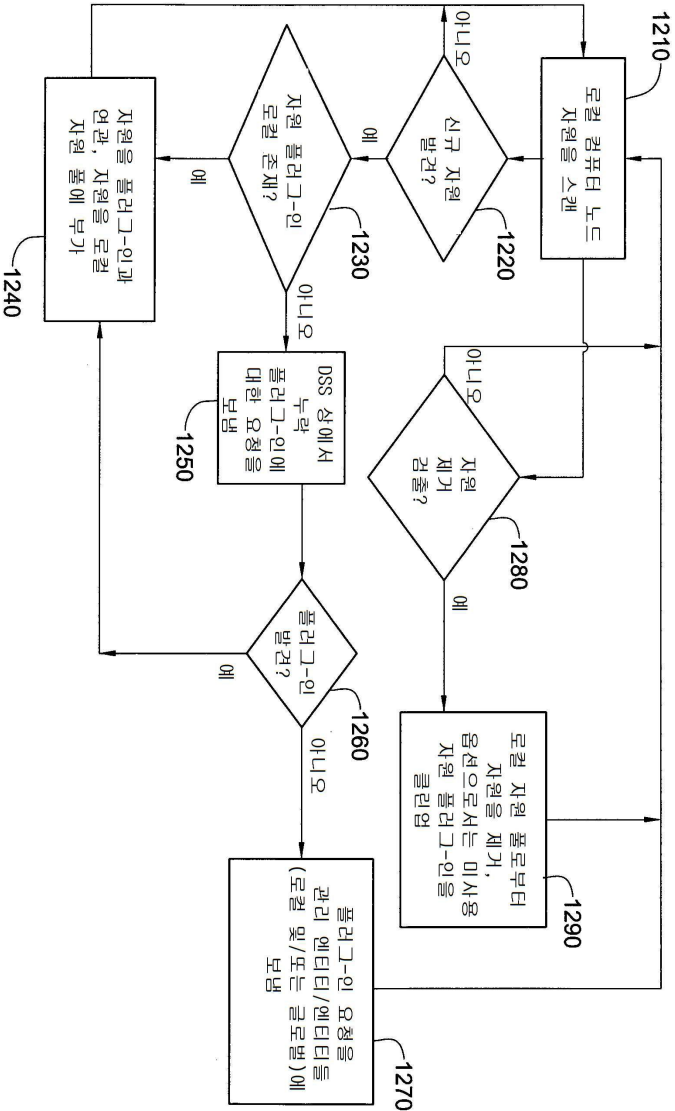 1210
로컬 컴퓨터 노드
자원을 스캔
아니오
신규 자원
발견?
1220
예
자원 플러그-인
로컬 존재?
1230
예
아니오
자원을 플러그-인과
연관, 자원을 로컬
자원 풀에 부가
1240
DSS 상에서
누락
플러그-인에
대한 요청을
보냄
1250
플러그-인
발견?
1260
예
아니오
플러그-인 요청을
관리 엔티티/엔티티들
(로컬 및/또는 글로벌)에
보냄
1270
자원
제거
검출?
1280
아니오
예
로컬 자원 풀로부터
자원을 제거,
옵션으로서는 미사용
자원 플러그-인을
클린업
1290